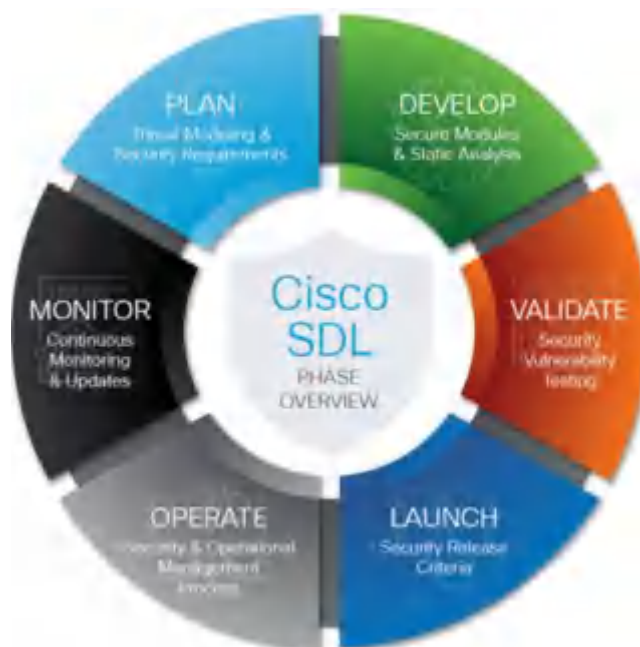 PLAN
Threat Modeling &
Security Requirements
DEVELOP
Secure Modules
& Static Analysis
VALIDATE
Security
Vulnerability
Testing
LAUNCH
Security Release
Criteria
OPERATE
Security & Operational
Management
Process
MONITOR
Continuous
Monitoring
& Updates
Cisco
SDL
PHASE
OVERVIEW